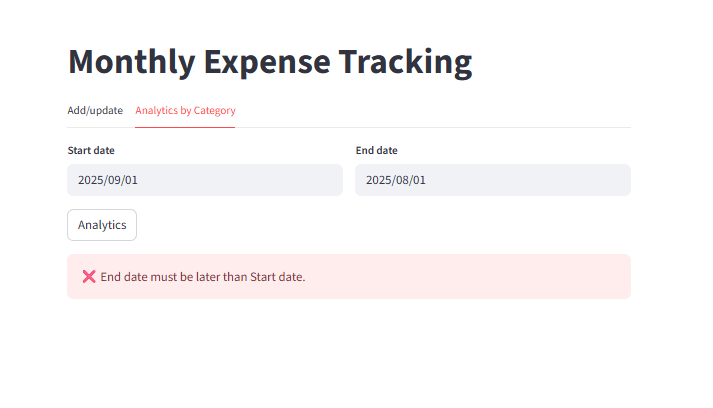 Monthly Expense Tracking
Add/update Analytics by Category
Start date End date
2025/09/01 2025/08/01
Analytics
❌ End date must be later than Start date.